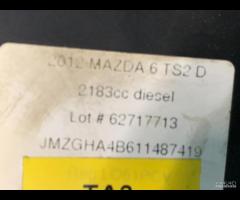 2012 MAZDA 6 TS2 D
2183cc diesel
Lot # 62717713
JMZGHA4B611487419